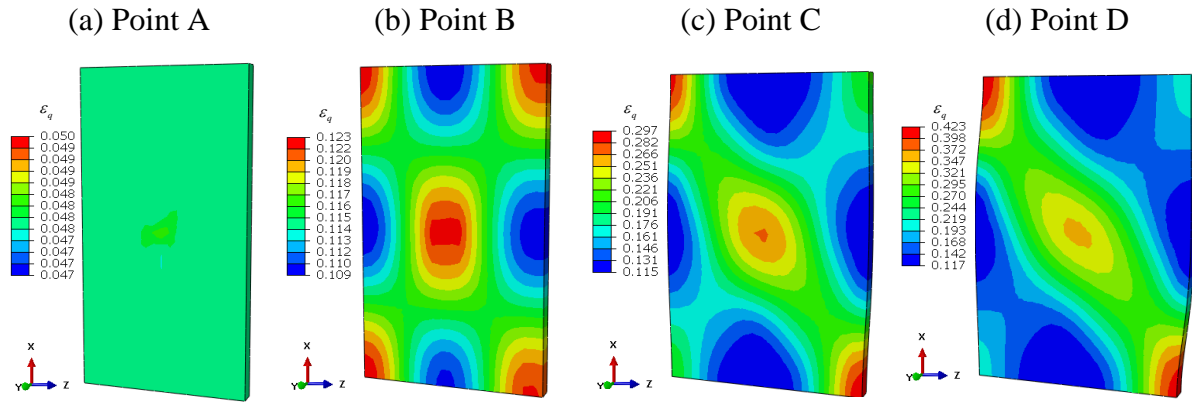 (a) Point A
(b) Point B
(c) Point C
(d) Point D
εq
0.050
0.049
0.049
0.049
0.049
0.048
0.048
0.048
0.048
0.047
0.047
0.047
0.047
X
Y
Z
εq
0.123
0.122
0.120
0.119
0.118
0.117
0.116
0.115
0.114
0.113
0.112
0.110
0.109
X
Y
Z
εq
0.297
0.282
0.266
0.251
0.236
0.221
0.206
0.191
0.176
0.161
0.146
0.131
0.115
X
Y
Z
εq
0.423
0.398
0.372
0.347
0.321
0.295
0.270
0.244
0.219
0.193
0.168
0.142
0.117
X
Y
Z